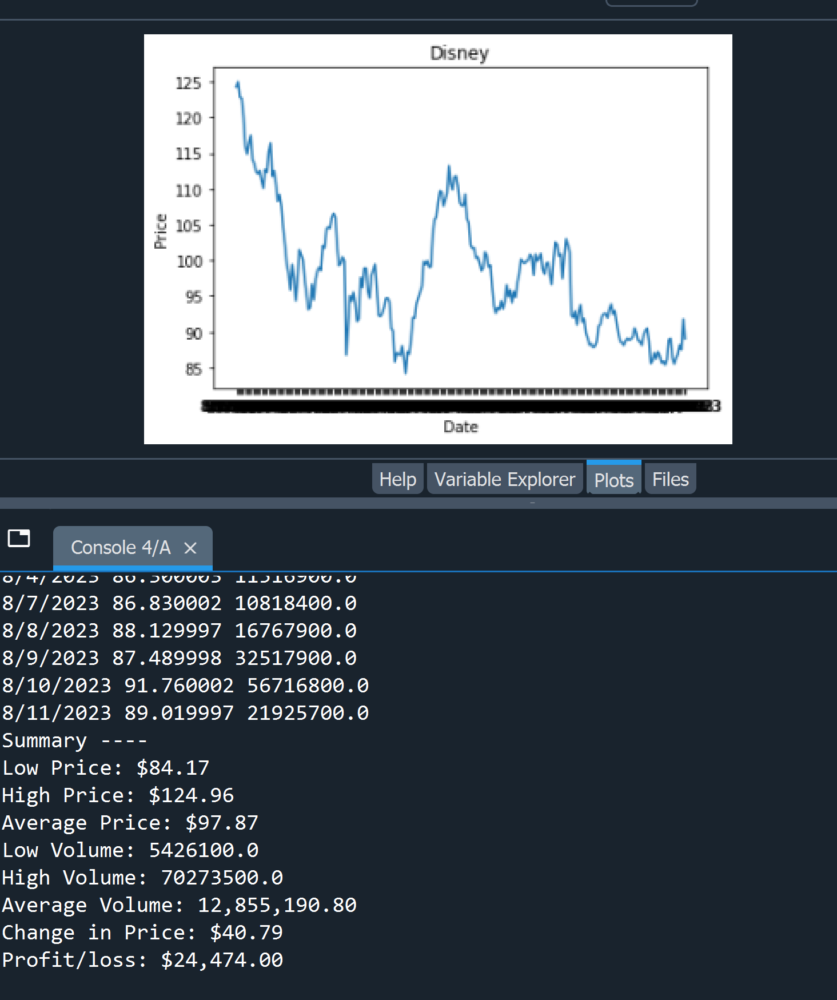 Disney
125
120
115
110
105
100
95
90
85
Price
Date
Help Variable Explorer Plots Files
Console 4/A
8/4/2023
8/7/2023 86.830002 10818400.0
8/8/2023 88.129997 16767900.0
8/9/2023 87.489998 32517900.0
8/10/2023 91.760002 56716800.0
8/11/2023 89.019997 21925700.0
Summary ----
Low Price: $84.17
High Price: $124.96
Average Price: $97.87
Low Volume: 5426100.0
High Volume: 70273500.0
Average Volume: 12,855,190.80
Change in Price: $40.79
Profit/loss: $24,474.00